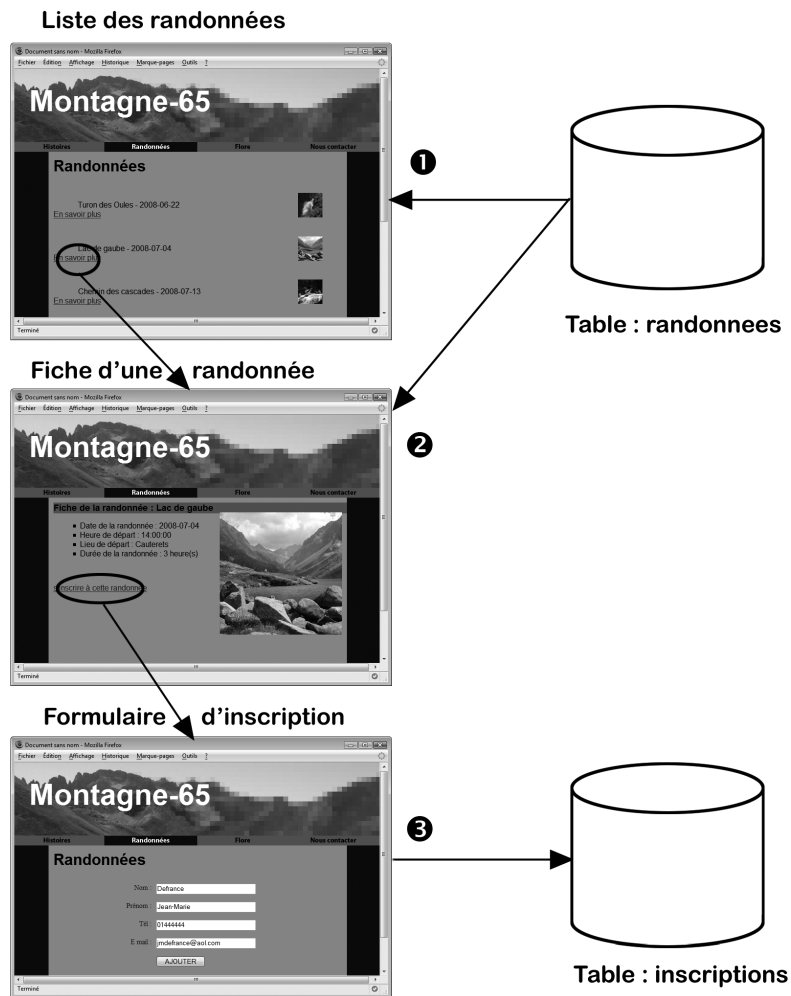 Liste des randonnées
Document sans nom - Mozilla Firefox
Fichier Édition Affichage Historique Marque-pages Outils ?
Montagne-65
Histoires Randonnées Flore Nous contacter
Randonnées
Turon des Oules - 2008-06-22
En savoir plus
Lac de gaube - 2008-07-04
En savoir plus
Chemin des cascades - 2008-07-13
En savoir plus
Terminé
❶
Table : randonnees
Fiche d’une randonnée
Document sans nom - Mozilla Firefox
Fichier Édition Affichage Historique Marque-pages Outils ?
Montagne-65
Histoires Randonnées Flore Nous contacter
Fiche de la randonnée : Lac de gaube
Date de la randonnée : 2008-07-04
Heure de départ : 14:00:00
Lieu de départ : Cauterets
Durée de la randonnée : 3 heure(s)
s'inscrire à cette randonnée
Terminé
❷
Formulaire d’inscription
Document sans nom - Mozilla Firefox
Fichier Édition Affichage Historique Marque-pages Outils ?
Montagne-65
Histoires Randonnées Flore Nous contacter
Randonnées
Nom : Defrance
Prénom : Jean-Marie
Tél : 01444444
E mail : jmdefrance@aol.com
AJOUTER
Terminé
❸
Table : inscriptions